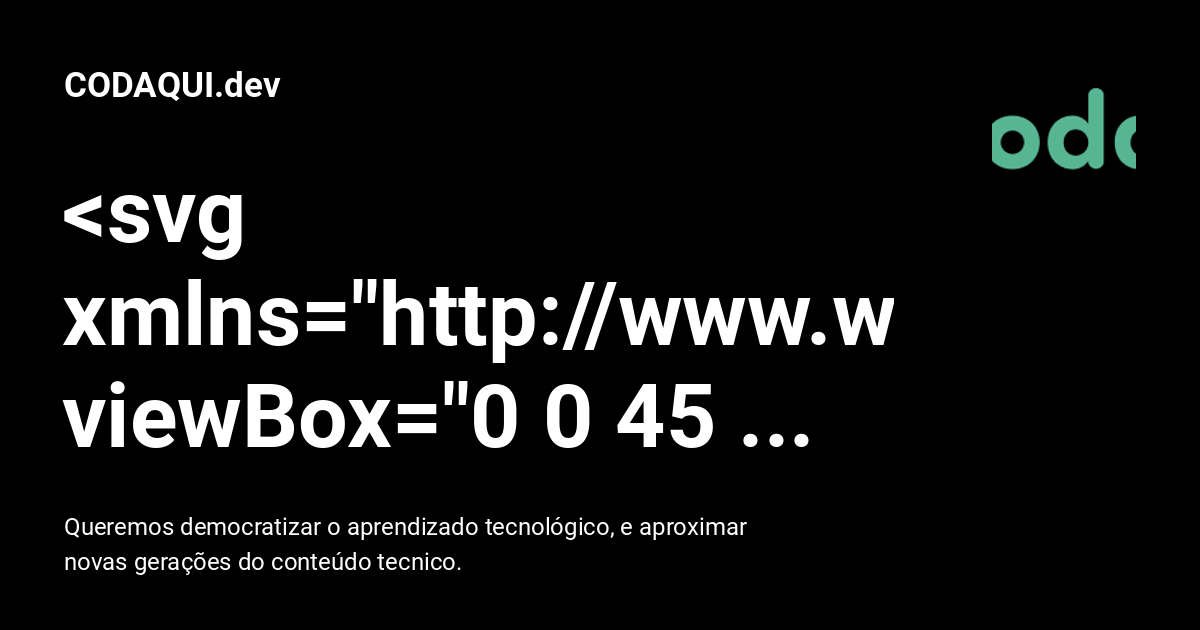 CODAQUI.dev
od
<svg
xmlns="http://www.w
viewBox="0 0 45 ...
Queremos democratizar o aprendizado tecnológico, e aproximar
novas gerações do conteúdo tecnico.